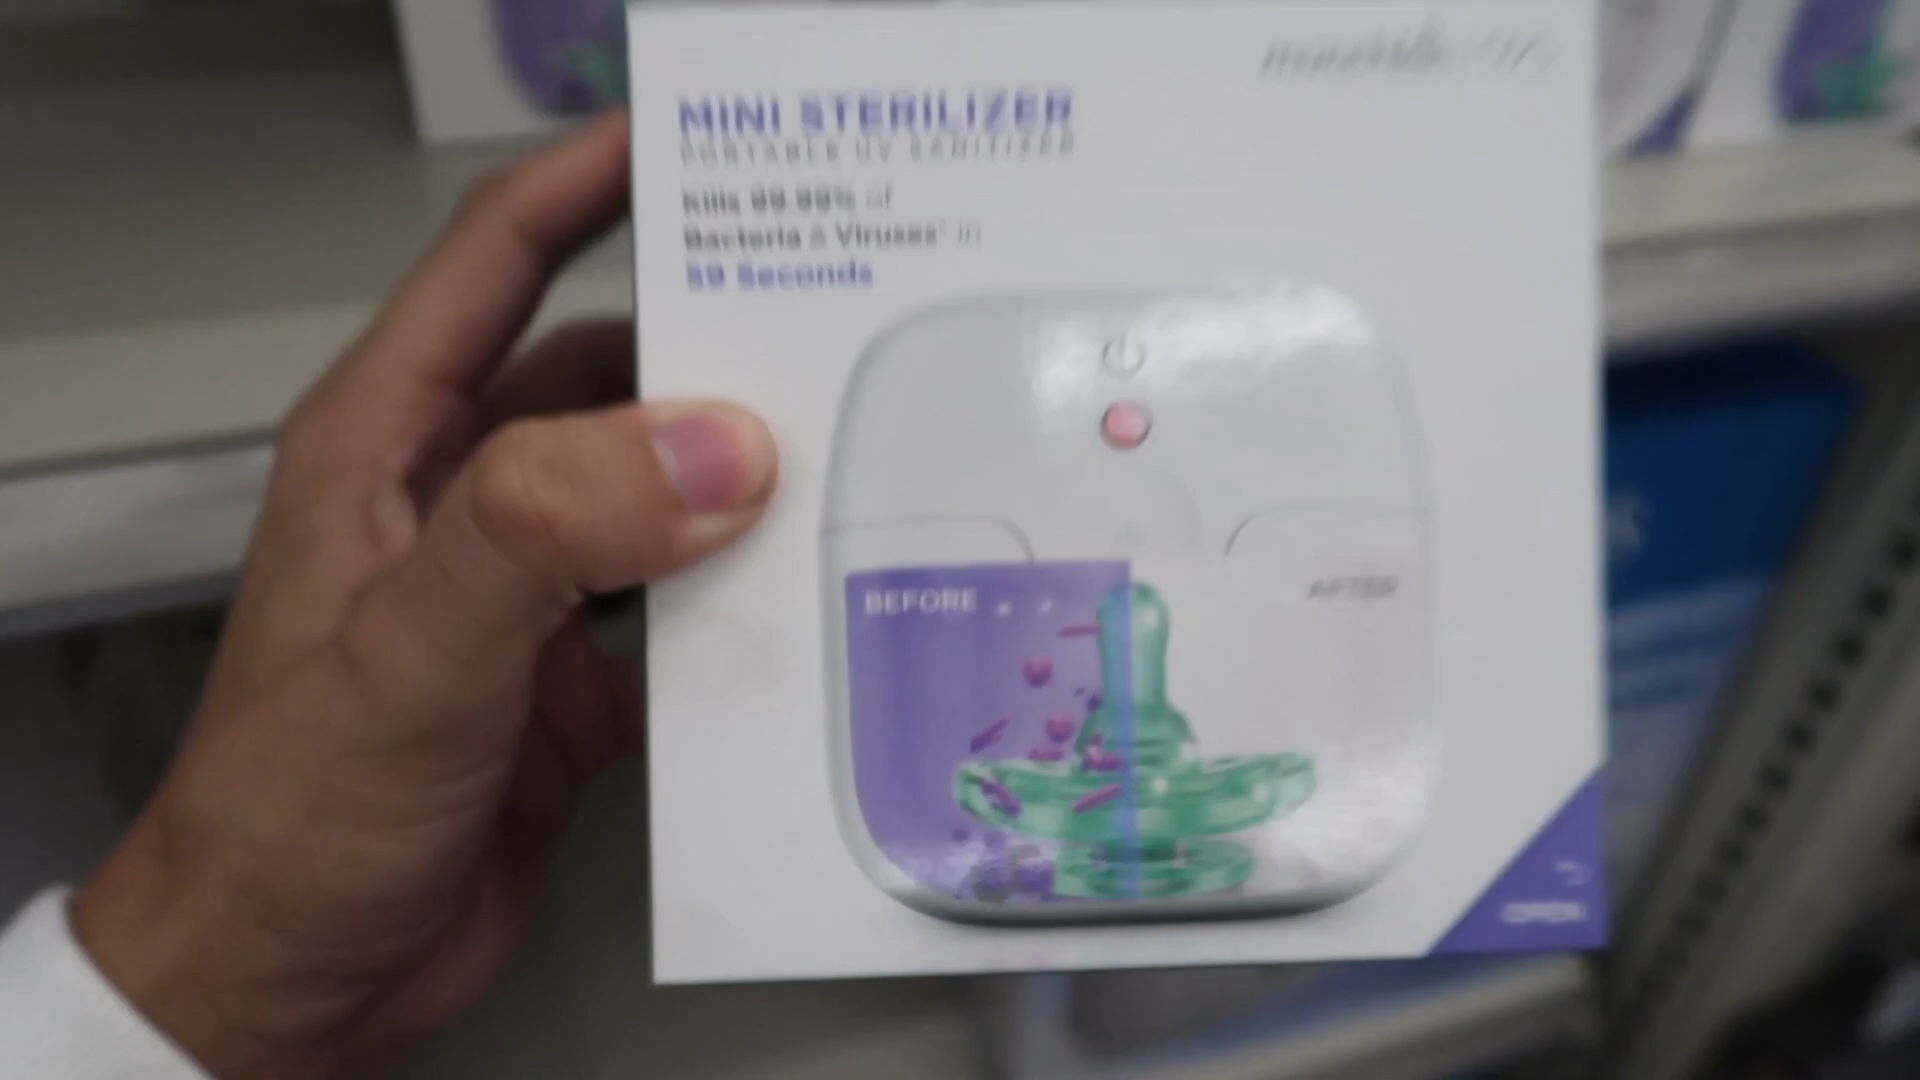 MINI STERILIZER
PORTABLE UV SANITIZER
Kills 99.99% of
Bacteria & Viruses* in
59 Seconds
BEFORE
AFTER
OPEN